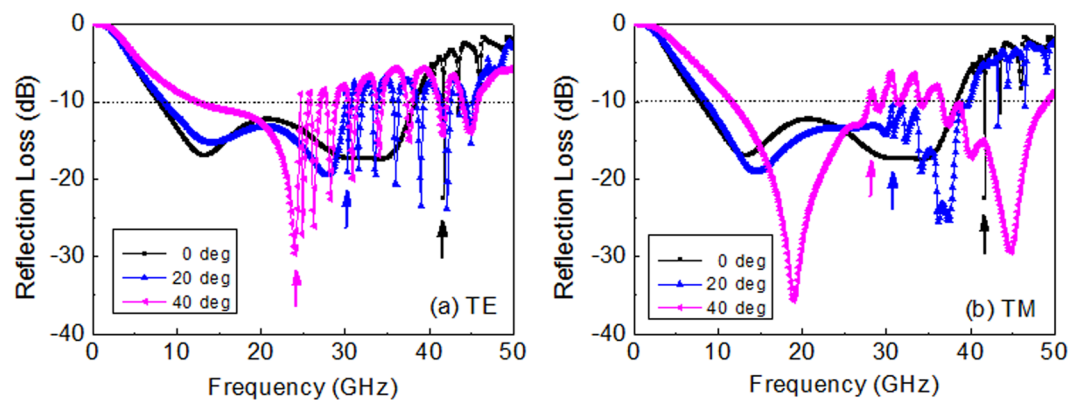 0
-10
-20
-30
-40
Reflection Loss (dB)
0 deg
20 deg
40 deg
(a) TE
0 10 20 30 40 50
Frequency (GHz)
0
-10
-20
-30
-40
Reflection Loss (dB)
0 deg
20 deg
40 deg
(b) TM
0 10 20 30 40 50
Frequency (GHz)